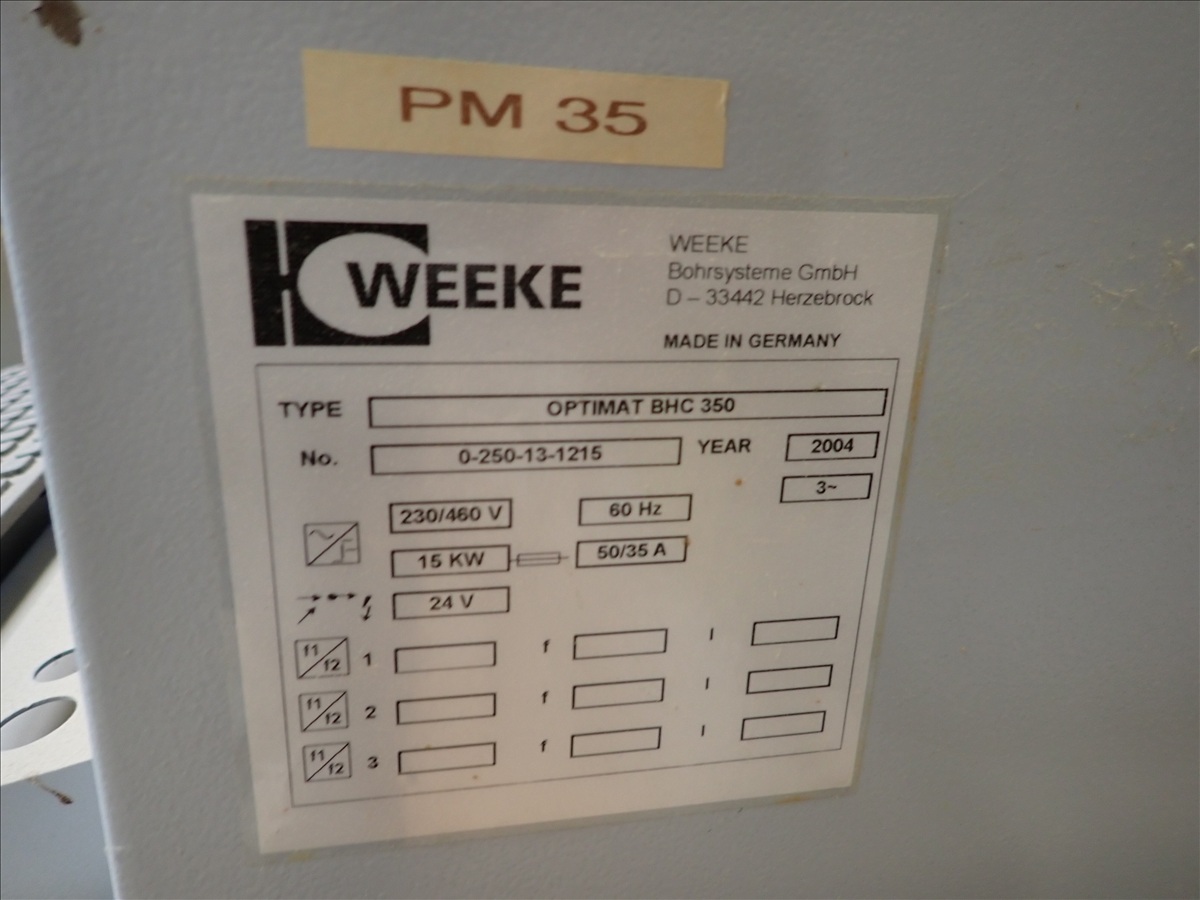 PM 35
WEEKE
WEEKE
Bohrsysteme GmbH
D – 33442 Herzebrock
MADE IN GERMANY
TYPE OPTIMAT BHC 350
No. 0-250-13-1215 YEAR 2004
3~
230/460 V 60 Hz
15 KW 50/35 A
24 V
f1/f2 1 f I
f1/f2 2 f I
f1/f2 3 f I